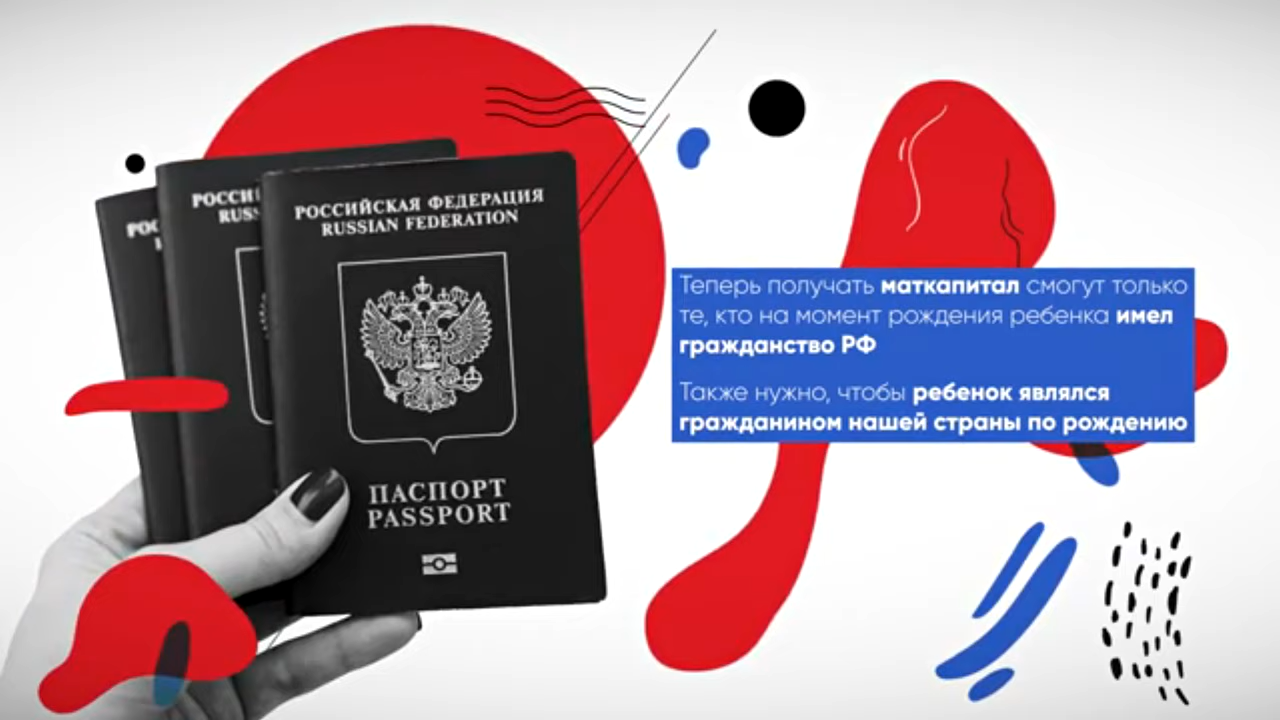 РОССИЙСКАЯ ФЕДЕРАЦИЯ
RUSSIAN FEDERATION
ПАСПОРТ
PASSPORT
Теперь получать маткапитал смогут только
те, кто на момент рождения ребенка имел
гражданство РФ
Также нужно, чтобы ребенок являлся
гражданином нашей страны по рождению